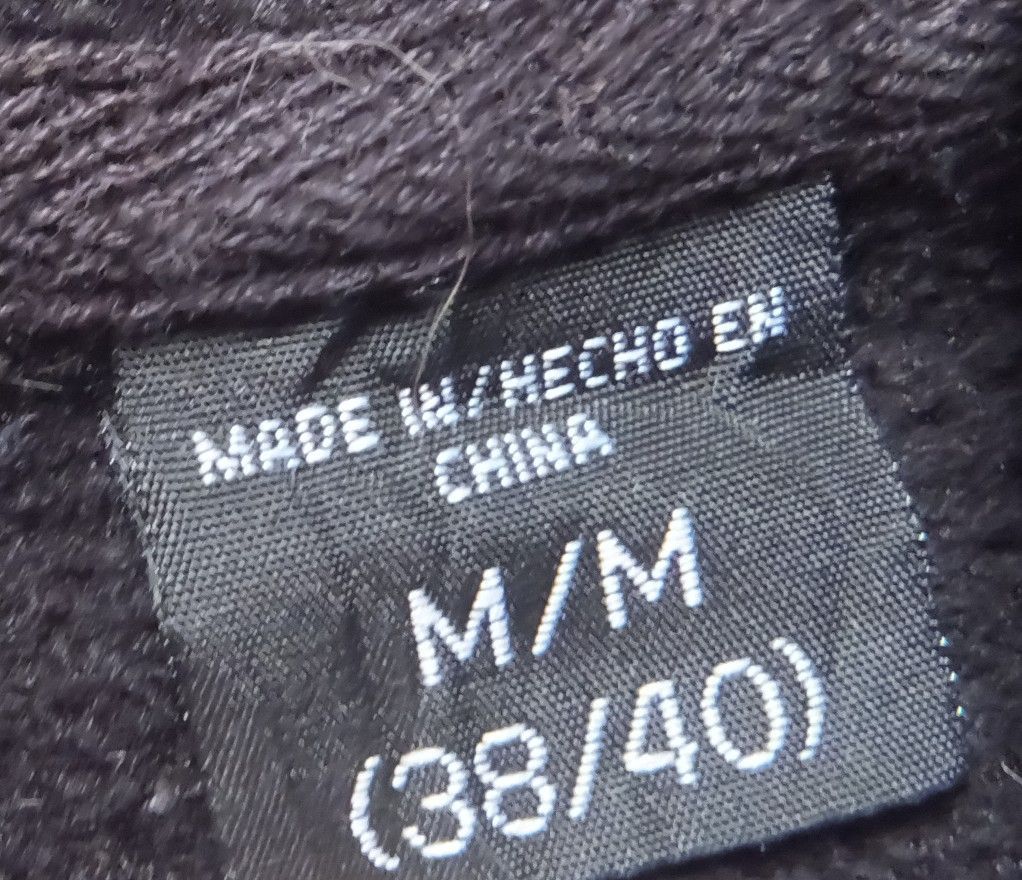 MADE IN/HECHO EN
CHINA
M/M
(38/40)